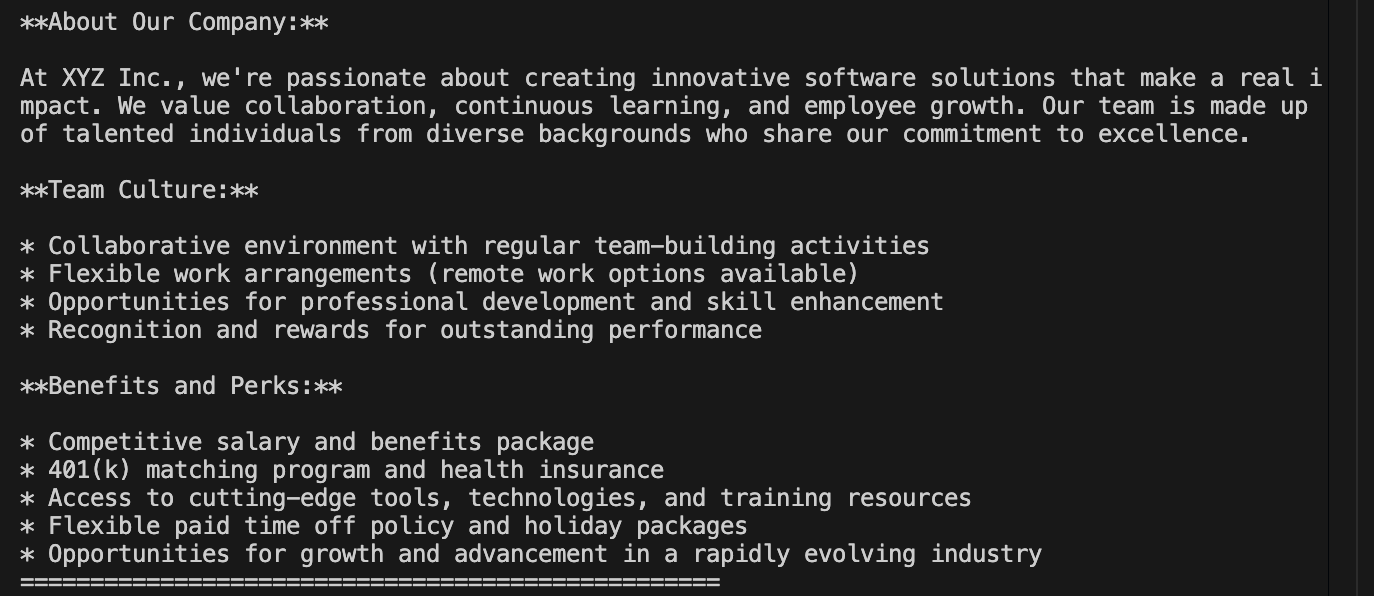 **About Our Company:**
At XYZ Inc., we're passionate about creating innovative software solutions that make a real i
mpact. We value collaboration, continuous learning, and employee growth. Our team is made up
of talented individuals from diverse backgrounds who share our commitment to excellence.
**Team Culture:**
* Collaborative environment with regular team-building activities
* Flexible work arrangements (remote work options available)
* Opportunities for professional development and skill enhancement
* Recognition and rewards for outstanding performance
**Benefits and Perks:**
* Competitive salary and benefits package
* 401(k) matching program and health insurance
* Access to cutting-edge tools, technologies, and training resources
* Flexible paid time off policy and holiday packages
* Opportunities for growth and advancement in a rapidly evolving industry
==================================================